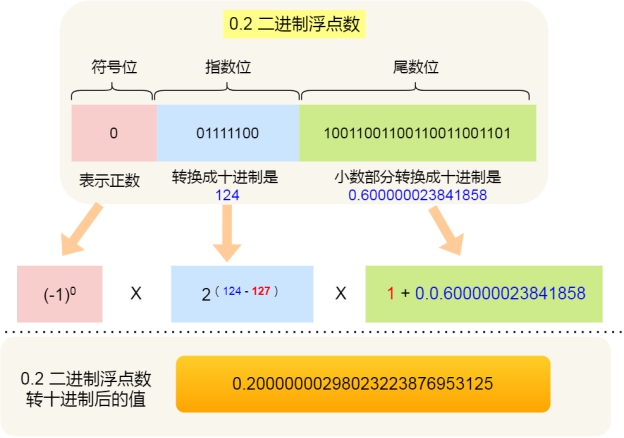 0.2 二进制浮点数
符号位 指数位 尾数位
0 01111100 10011001100110011001101
表示正数 转换成十进制是 小数部分转换成十进制是
124 0.600000023841858
(-1)⁰ X 2（124 - 127） X 1 + 0.0.600000023841858
0.2 二进制浮点数
转十进制后的值
0.20000000298023223876953125